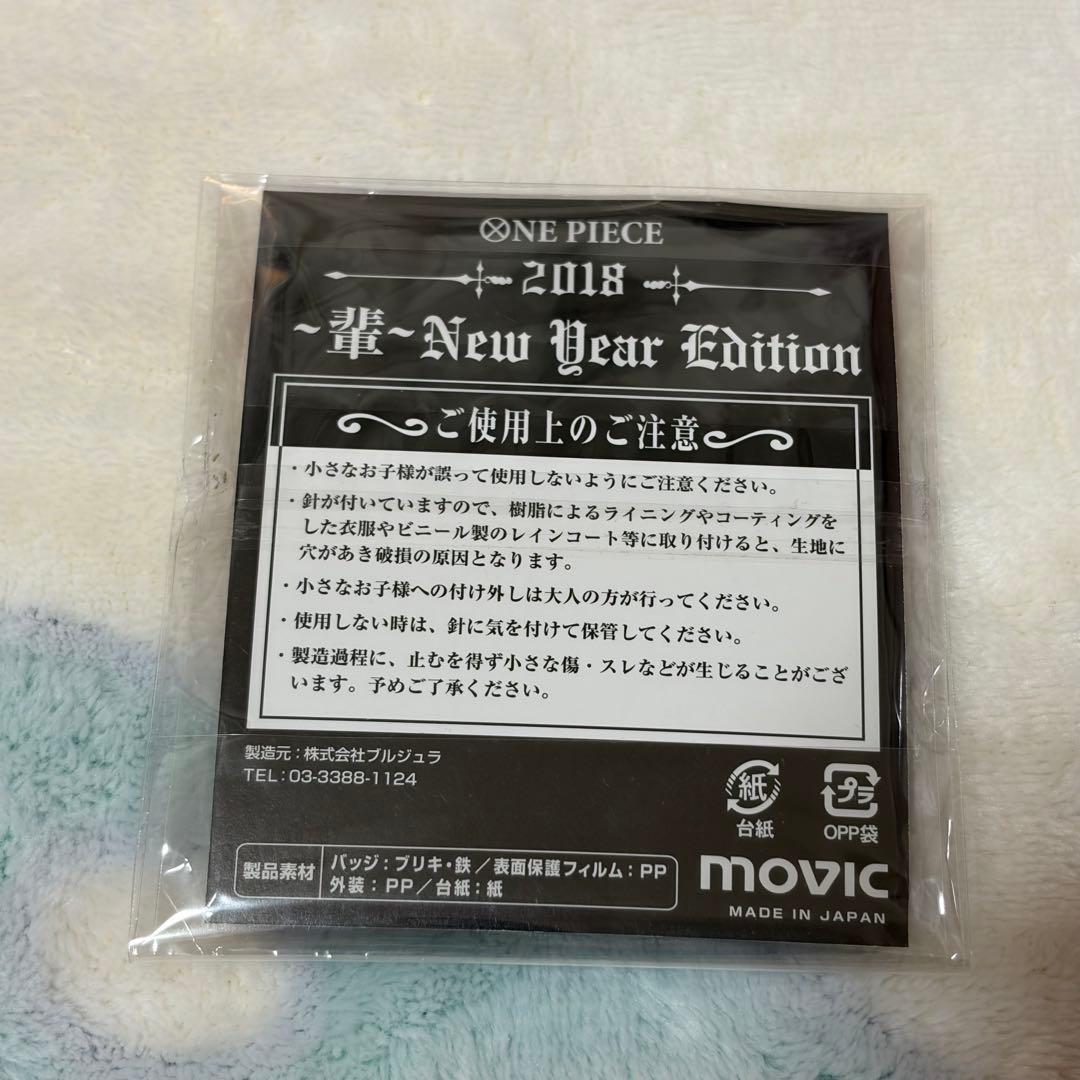 ONE PIECE
2018
~輩~New Year Edition
ご使用上のご注意
・小さなお子様が誤って使用しないようにご注意ください。
・針が付いていますので、樹脂によるライニングやコーティングを
した衣服やビニール製のレインコート等に取り付けると、生地に
穴があき破損の原因となります。
・小さなお子様への付け外しは大人の方が行ってください。
・使用しない時は、針に気を付けて保管してください。
・製造過程に、止むを得ず小さな傷・スレなどが生じることがござ
います。予めご了承ください。
製造元：株式会社ブルジュラ
TEL：03-3388-1124
紙
台紙
プラ
OPP袋
製品素材
バッジ：ブリキ・鉄／表面保護フィルム：PP
外装：PP／台紙：紙
movic
MADE IN JAPAN